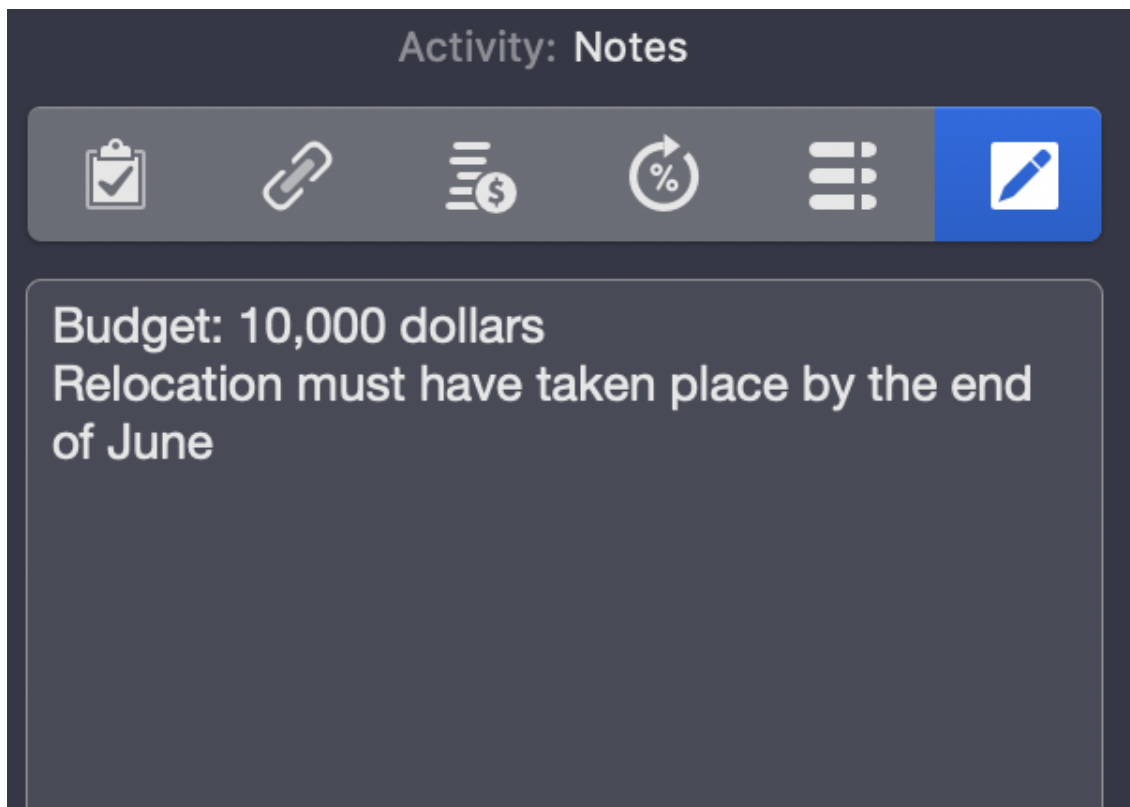 Activity: Notes
$
%
Budget: 10,000 dollars
Relocation must have taken place by the end
of June